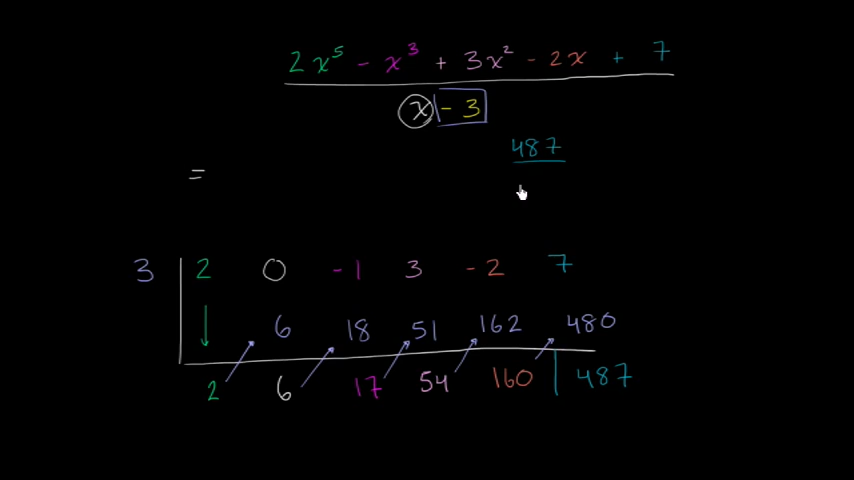 2x⁵ - x³ + 3x² - 2x + 7
x - 3
487
=
3 2 0 -1 3 -2 7
6 18 51 162 480
2 6 17 54 160 487